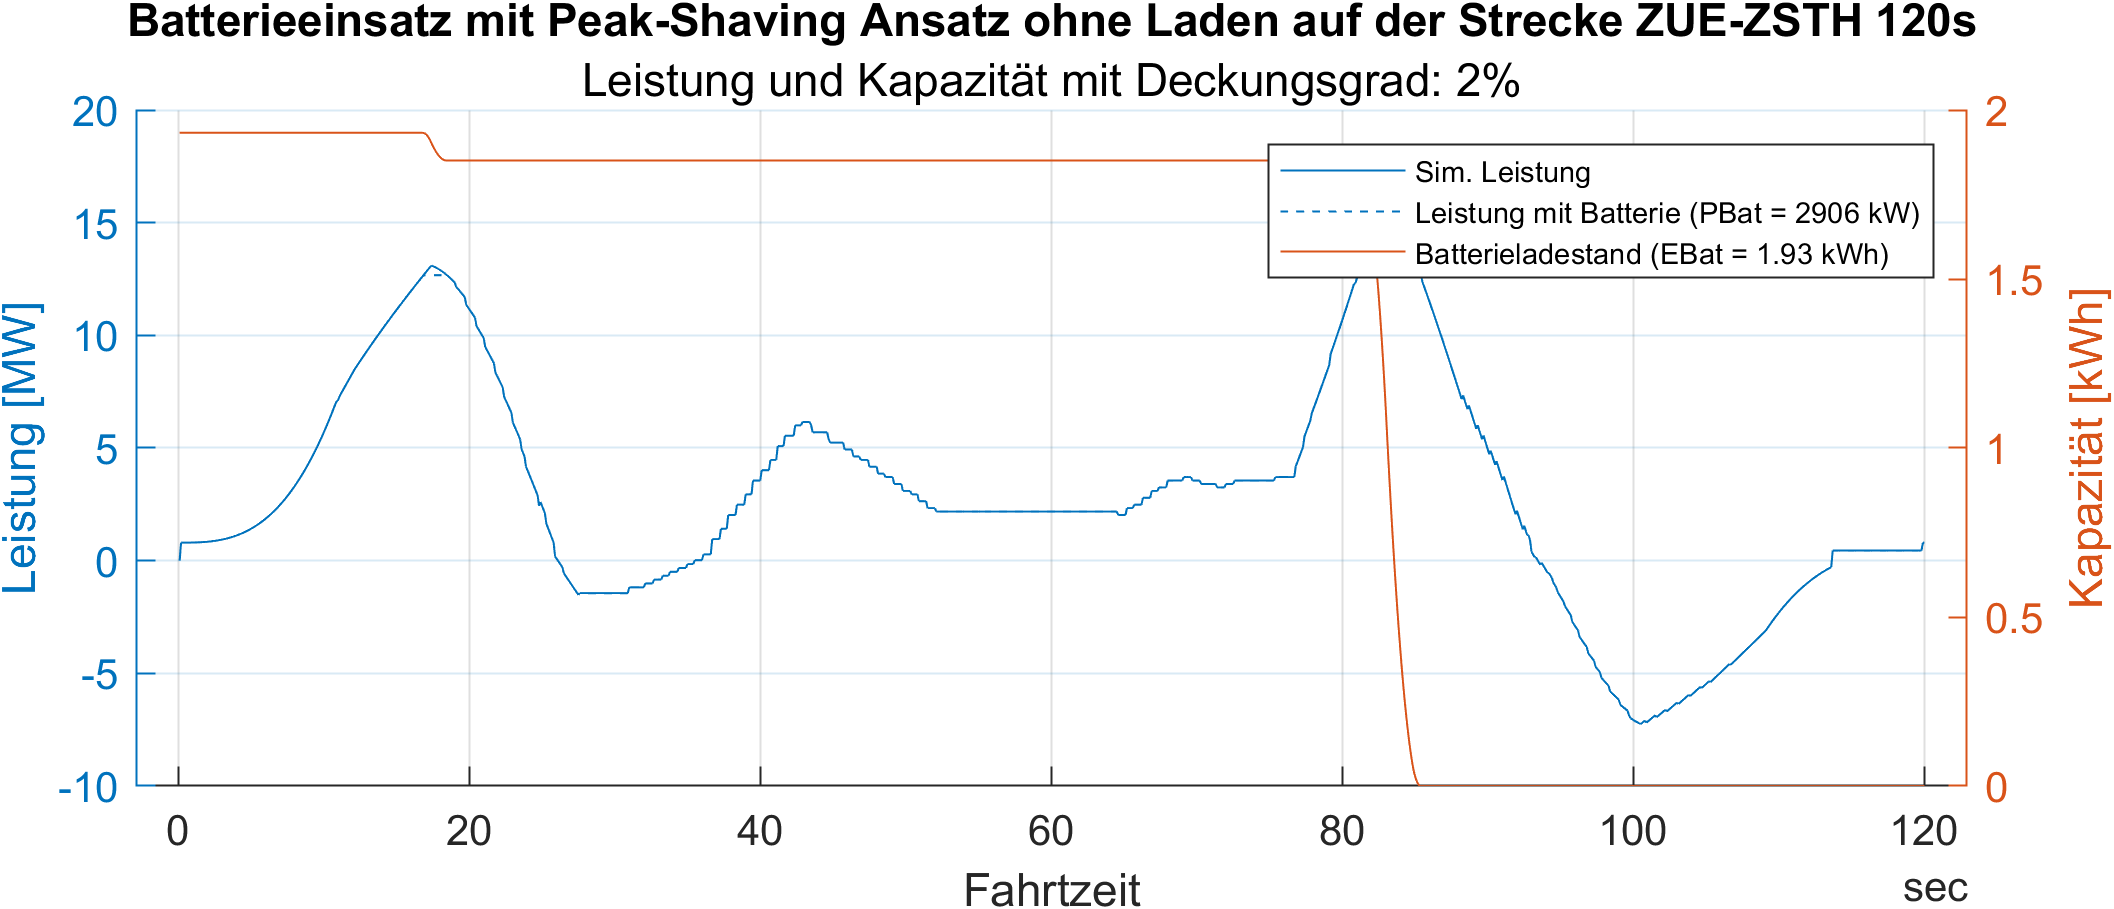 Batterieeinsatz mit Peak-Shaving Ansatz ohne Laden auf der Strecke ZUE-ZSTH 120s
Leistung und Kapazität mit Deckungsgrad: 2%
Leistung [MW]
20
15
10
5
0
-5
-10
Sim. Leistung
Leistung mit Batterie (PBat = 2906 kW)
Batterieladestand (EBat = 1.93 kWh)
2
1.5
1
0.5
0
Kapazität [kWh]
0 20 40 60 80 100 120
Fahrtzeit
sec